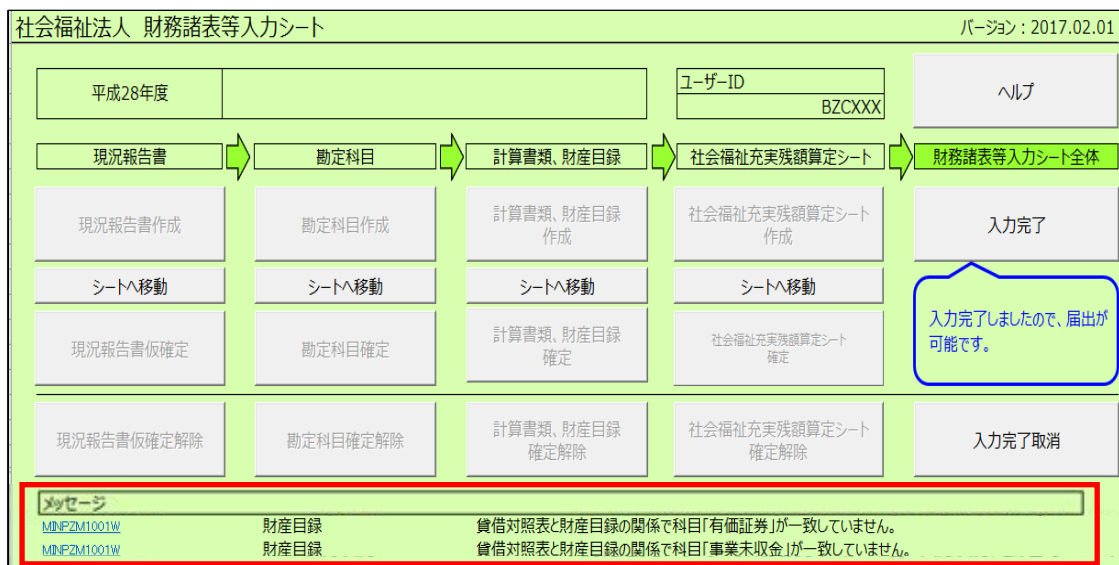 社会福祉法人 財務諸表等入力シート
バージョン：2017.02.01
平成28年度
ユーザーID
BZCXXX
ヘルプ
現況報告書
勘定科目
計算書類、財産目録
社会福祉充実残額算定シート
財務諸表等入力シート全体
現況報告書作成
勘定科目作成
計算書類、財産目録
作成
社会福祉充実残額算定シート
作成
入力完了
シートへ移動
シートへ移動
シートへ移動
シートへ移動
入力完了しましたので、届出が
可能です。
現況報告書仮確定
勘定科目確定
計算書類、財産目録
確定
社会福祉充実残額算定シート
確定
現況報告書仮確定解除
勘定科目確定解除
計算書類、財産目録
確定解除
社会福祉充実残額算定シート
確定解除
入力完了取消
メッセージ
MINPZM1001W 財産目録 貸借対照表と財産目録の関係で科目「有価証券」が一致していません。
MINPZM1001W 財産目録 貸借対照表と財産目録の関係で科目「事業未収金」が一致していません。